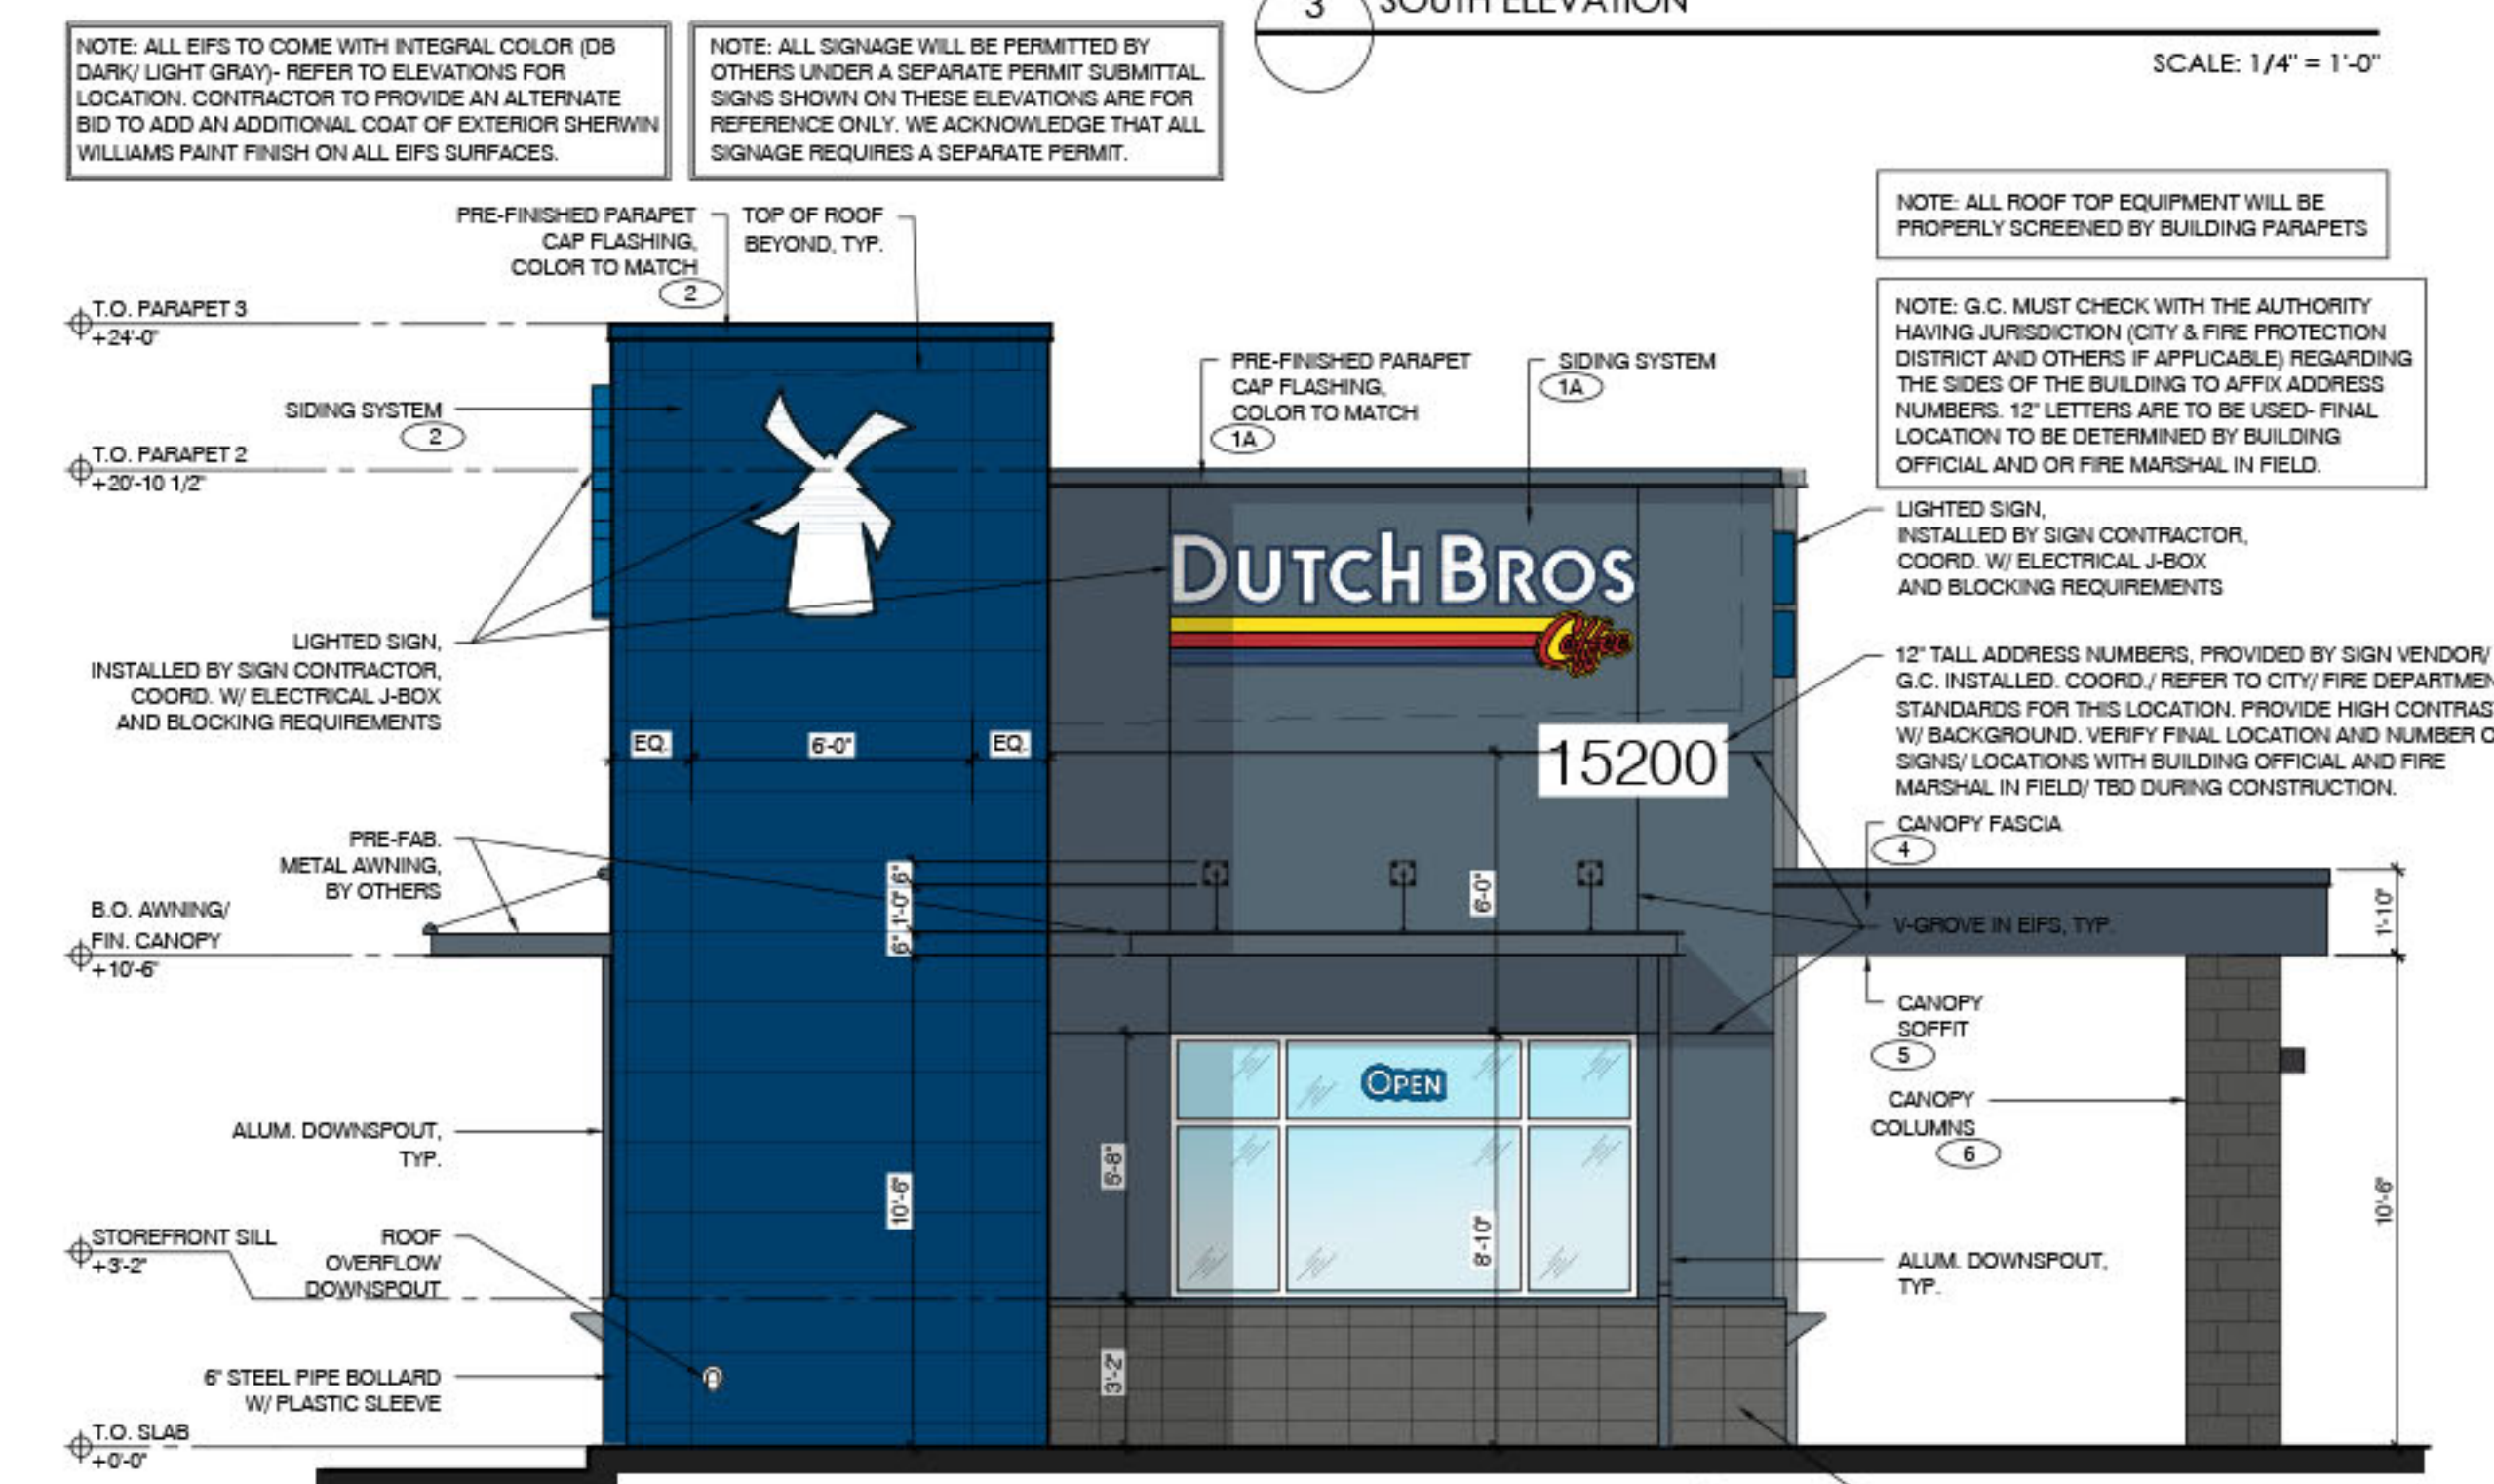 3 SOUTH ELEVATION
SCALE: 1/4" = 1'-0"
NOTE: ALL EIFS TO COME WITH INTEGRAL COLOR (DB
DARK/ LIGHT GRAY)- REFER TO ELEVATIONS FOR
LOCATION. CONTRACTOR TO PROVIDE AN ALTERNATE
BID TO ADD AN ADDITIONAL COAT OF EXTERIOR SHERWIN
WILLIAMS PAINT FINISH ON ALL EIFS SURFACES.
NOTE: ALL SIGNAGE WILL BE PERMITTED BY
OTHERS UNDER A SEPARATE PERMIT SUBMITTAL.
SIGNS SHOWN ON THESE ELEVATIONS ARE FOR
REFERENCE ONLY. WE ACKNOWLEDGE THAT ALL
SIGNAGE REQUIRES A SEPARATE PERMIT.
NOTE: ALL ROOF TOP EQUIPMENT WILL BE
PROPERLY SCREENED BY BUILDING PARAPETS
NOTE: G.C. MUST CHECK WITH THE AUTHORITY
HAVING JURISDICTION (CITY & FIRE PROTECTION
DISTRICT AND OTHERS IF APPLICABLE) REGARDING
THE SIDES OF THE BUILDING TO AFFIX ADDRESS
NUMBERS. 12" LETTERS ARE TO BE USED- FINAL
LOCATION TO BE DETERMINED BY BUILDING
OFFICIAL AND OR FIRE MARSHAL IN FIELD.
PRE-FINISHED PARAPET
CAP FLASHING,
COLOR TO MATCH
2
TOP OF ROOF
BEYOND, TYP.
T.O. PARAPET 3
+24'-0"
SIDING SYSTEM
2
T.O. PARAPET 2
+20'-10 1/2"
PRE-FINISHED PARAPET
CAP FLASHING,
COLOR TO MATCH
1A
SIDING SYSTEM
1A
LIGHTED SIGN,
INSTALLED BY SIGN CONTRACTOR,
COORD. W/ ELECTRICAL J-BOX
AND BLOCKING REQUIREMENTS
DUTCH BROS
Coffee
LIGHTED SIGN,
INSTALLED BY SIGN CONTRACTOR,
COORD. W/ ELECTRICAL J-BOX
AND BLOCKING REQUIREMENTS
12" TALL ADDRESS NUMBERS, PROVIDED BY SIGN VENDOR/
G.C. INSTALLED. COORD./ REFER TO CITY/ FIRE
STANDARDS FOR THIS LOCATION. PROVIDE HIGH
W/ BACKGROUND. VERIFY FINAL LOCATION AND NUMBER
SIGNS/ LOCATIONS WITH BUILDING OFFICIAL AND FIRE
MARSHAL IN FIELD/ TBD DURING CONSTRUCTION.
EQ. 6'-0" EQ.
15200
PRE-FAB.
METAL AWNING,
BY OTHERS
B.O. AWNING/
FIN. CANOPY
+10'-6"
6"
1'-0"
6"
6'-0"
CANOPY FASCIA
4
V-GROVE IN EIFS, TYP.
1'-10"
CANOPY
SOFFIT
5
CANOPY
COLUMNS
6
OPEN
ALUM. DOWNSPOUT,
TYP.
10'-6"
6'-8"
8'-10"
10'-6"
STOREFRONT SILL
+3'-2"
ROOF
OVERFLOW
DOWNSPOUT
ALUM. DOWNSPOUT,
TYP.
6" STEEL PIPE BOLLARD
W/ PLASTIC SLEEVE
3'-2"
T.O. SLAB
+0'-0"